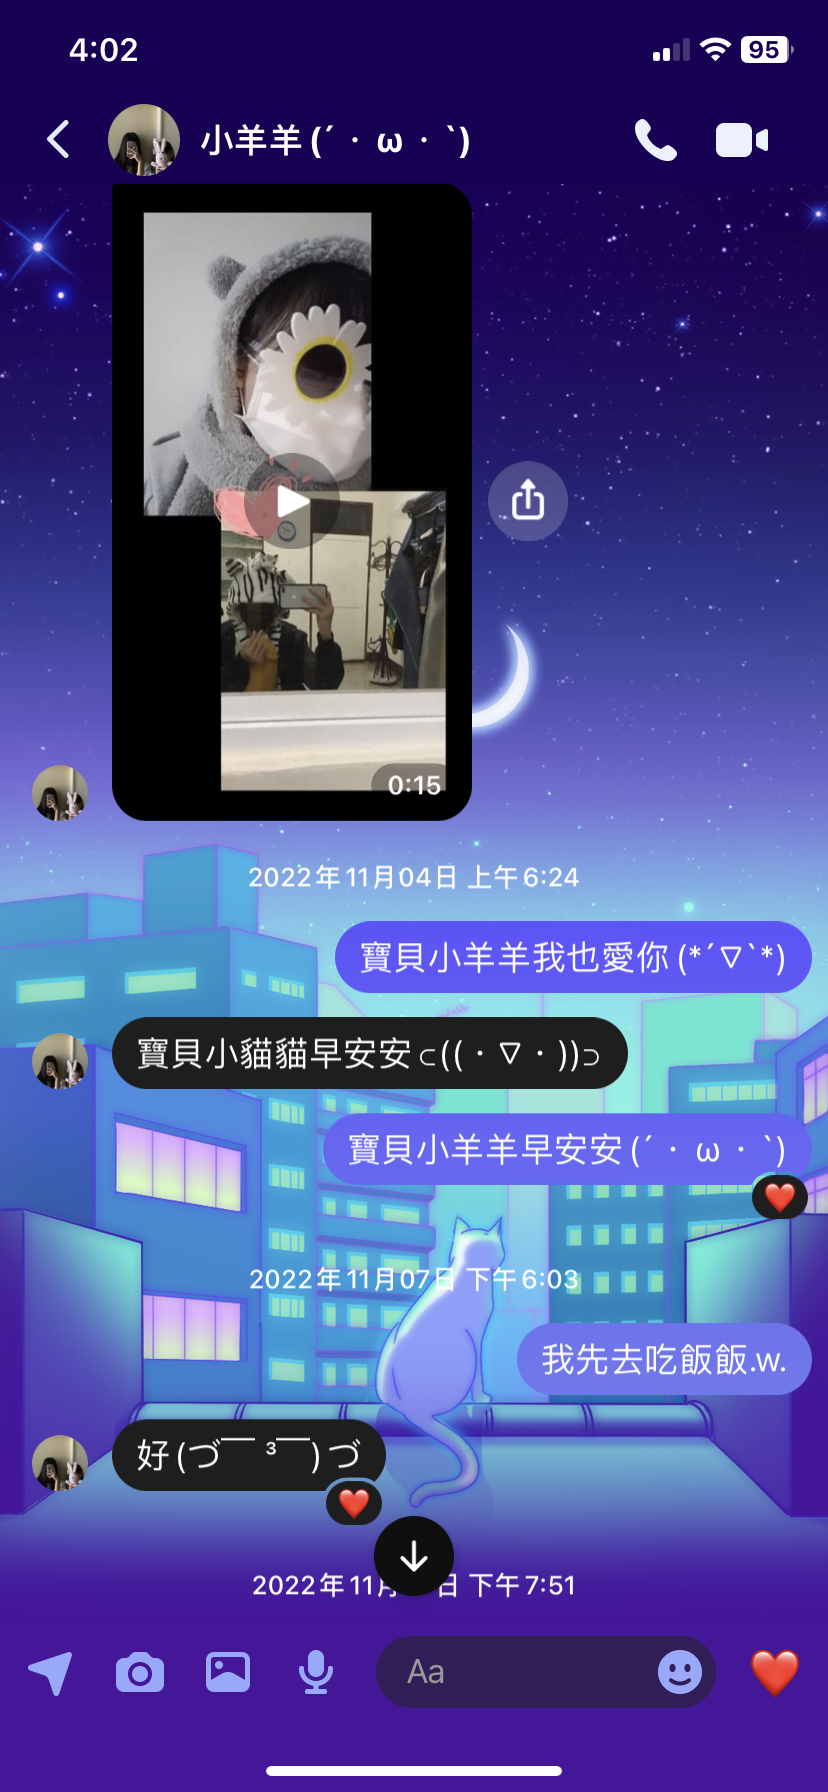 4:02
95
小羊羊 (´・ω・`)
0:15
2022年11月04日 上午6:24
寶貝小羊羊我也愛你 (*´∇`*)
寶貝小貓貓早安安 ⊂((・▽・))⊃
寶貝小羊羊早安安 (´・ω・`)
2022年11月07日 下午6:03
我先去吃飯飯.w.
好 (づ￣ ³￣) づ
2022年11月 日 下午7:51
Aa